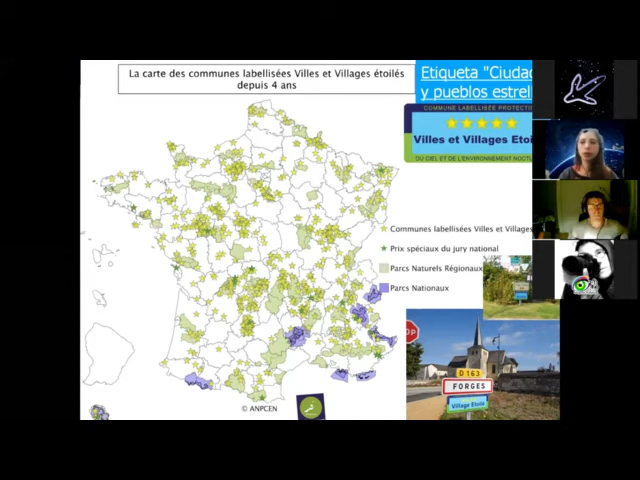 La carte des communes labellisées Villes et Villages étoilés
depuis 4 ans
Etiqueta "Ciudad
y pueblos estrell
COMMUNE LABELLISÉE PROTECTI
Villes et Villages Etoi
DU CIEL ET DE L'ENVIRONNEMENT NOCTU
Communes labellisées Villes et Villages
Prix spéciaux du jury national
Parcs Naturels Régionaux
Parcs Nationaux
OP
D 163
FORGES
Village Etoilé
© ANPCEN